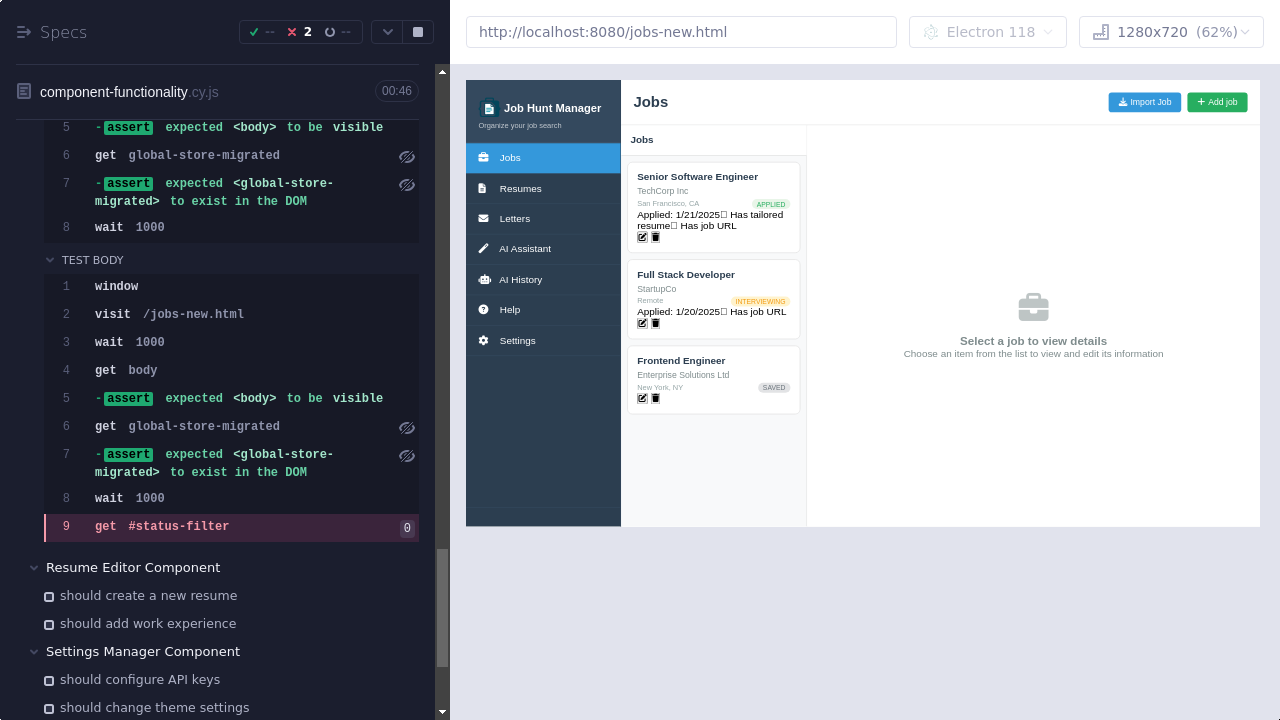 Specs
-- 2 --
component-functionality.cy.js 00:46
5 -assert expected <body> to be visible
6 get global-store-migrated
7 -assert expected <global-store-
migrated> to exist in the DOM
8 wait 1000
TEST BODY
1 window
2 visit /jobs-new.html
3 wait 1000
4 get body
5 -assert expected <body> to be visible
6 get global-store-migrated
7 -assert expected <global-store-
migrated> to exist in the DOM
8 wait 1000
9 get #status-filter 0
Resume Editor Component
should create a new resume
should add work experience
Settings Manager Component
should configure API keys
should change theme settings
http://localhost:8080/jobs-new.html
Electron 118
1280x720 (62%)
Job Hunt Manager
Organize your job search
Jobs
Resumes
Letters
AI Assistant
AI History
Help
Settings
Jobs
Import Job
Add job
Jobs
Senior Software Engineer
TechCorp Inc
San Francisco, CA APPLIED
Applied: 1/21/2025 Has tailored
resume Has job URL
Full Stack Developer
StartupCo
Remote INTERVIEWING
Applied: 1/20/2025 Has job URL
Frontend Engineer
Enterprise Solutions Ltd
New York, NY SAVED
Select a job to view details
Choose an item from the list to view and edit its information